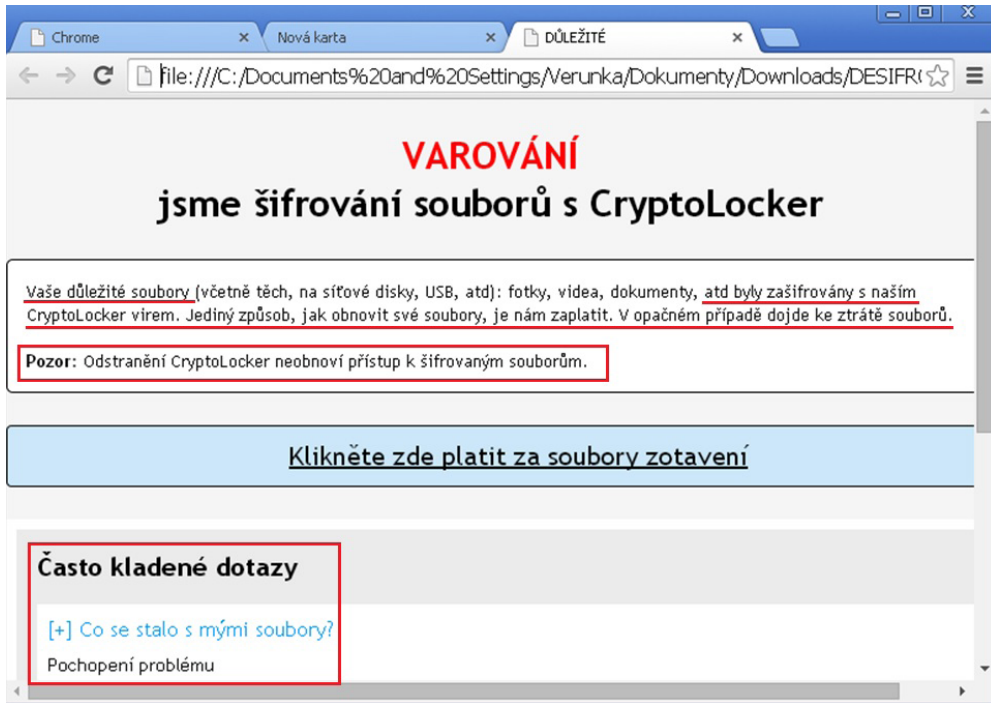 Chrome
Nová karta
DŮLEŽITÉ
file:///C:/Documents%20and%20Settings/Verunka/Dokumenty/Downloads/DESIFR
VAROVÁNÍ
jsme šifrování souborů s CryptoLocker
Vaše důležité soubory (včetně těch, na síťové disky, USB, atd): fotky, videa, dokumenty, atd byly zašifrovány s naším
CryptoLocker virem. Jediný způsob, jak obnovit své soubory, je nám zaplatit. V opačném případě dojde ke ztrátě souborů.
Pozor: Odstranění CryptoLocker neobnoví přístup k šifrovaným souborům.
Klikněte zde platit za soubory zotavení
Často kladené dotazy
[+] Co se stalo s mými soubory?
Pochopení problému